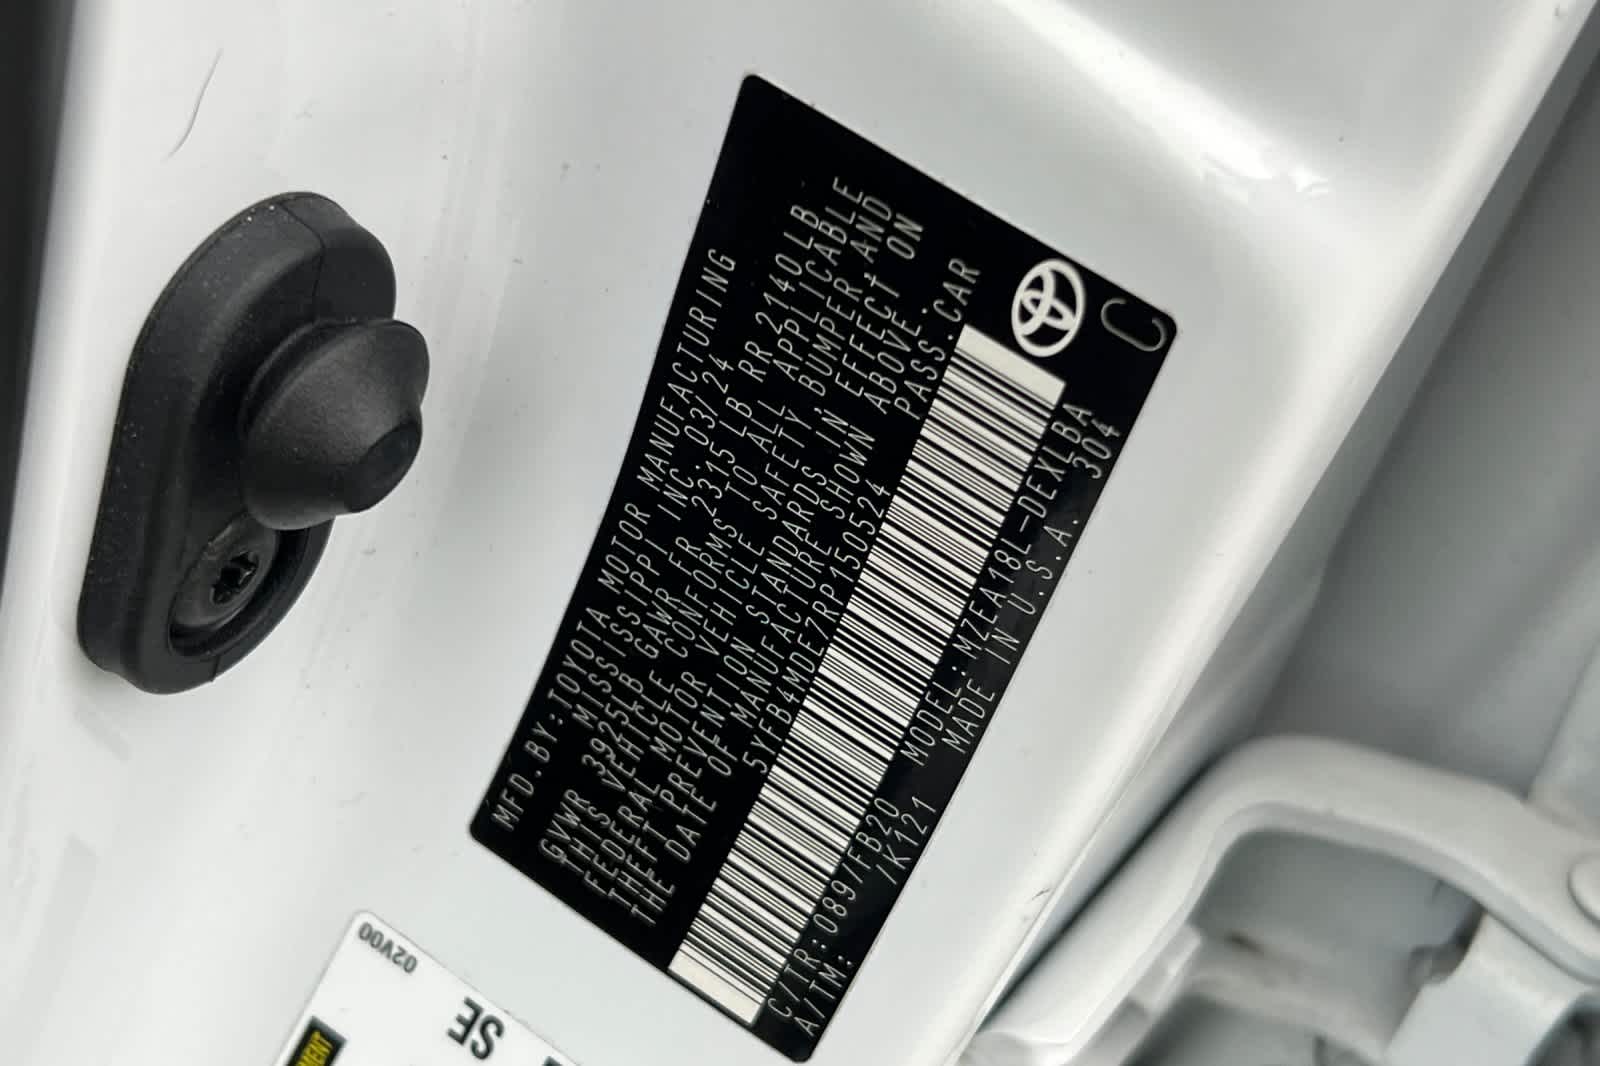 MFD.BY:TOYOTA MOTOR MANUFACTURING
MISSISSIPPI INC. 03/24
GVWR 3925LB GAWR FR 2315 LB RR 2140LB
THIS VEHICLE CONFORMS TO ALL APPLICABLE
FEDERAL MOTOR VEHICLE SAFETY, BUMPER, AND
THEFT PREVENTION STANDARDS IN EFFECT ON
THE DATE OF MANUFACTURE SHOWN ABOVE.
5YFB4MDE7RP150524 PASS.CAR
C/TR:089/FB20 MODEL:MZEA18L-DEXLBA
A/TM: /K121 MADE IN U.S.A. 304
C
02V00
SE